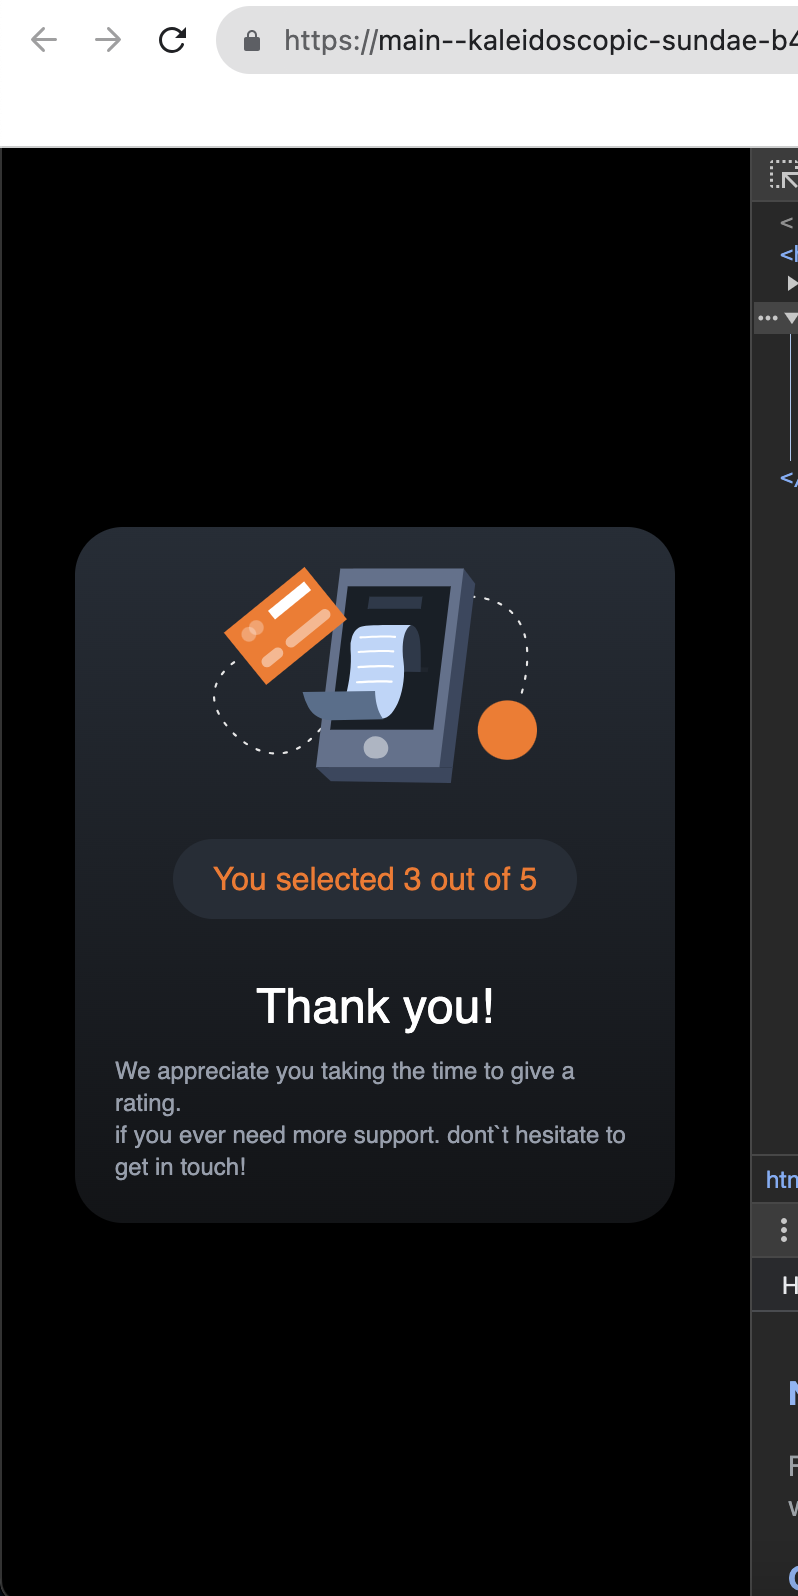 https://main--kaleidoscopic-sundae-b4
You selected 3 out of 5
Thank you!
We appreciate you taking the time to give a
rating.
if you ever need more support. dont`t hesitate to
get in touch!